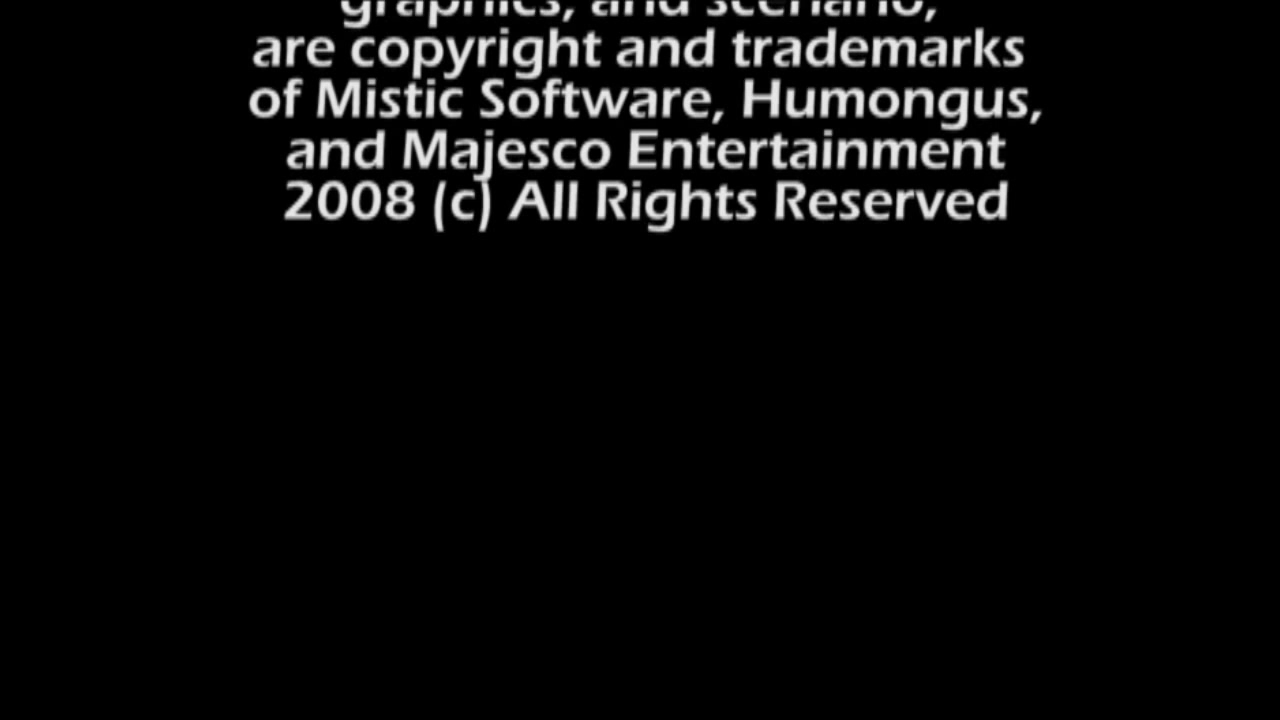 graphics, and scenario,
are copyright and trademarks
of Mistic Software, Humongus,
and Majesco Entertainment
2008 (c) All Rights Reserved